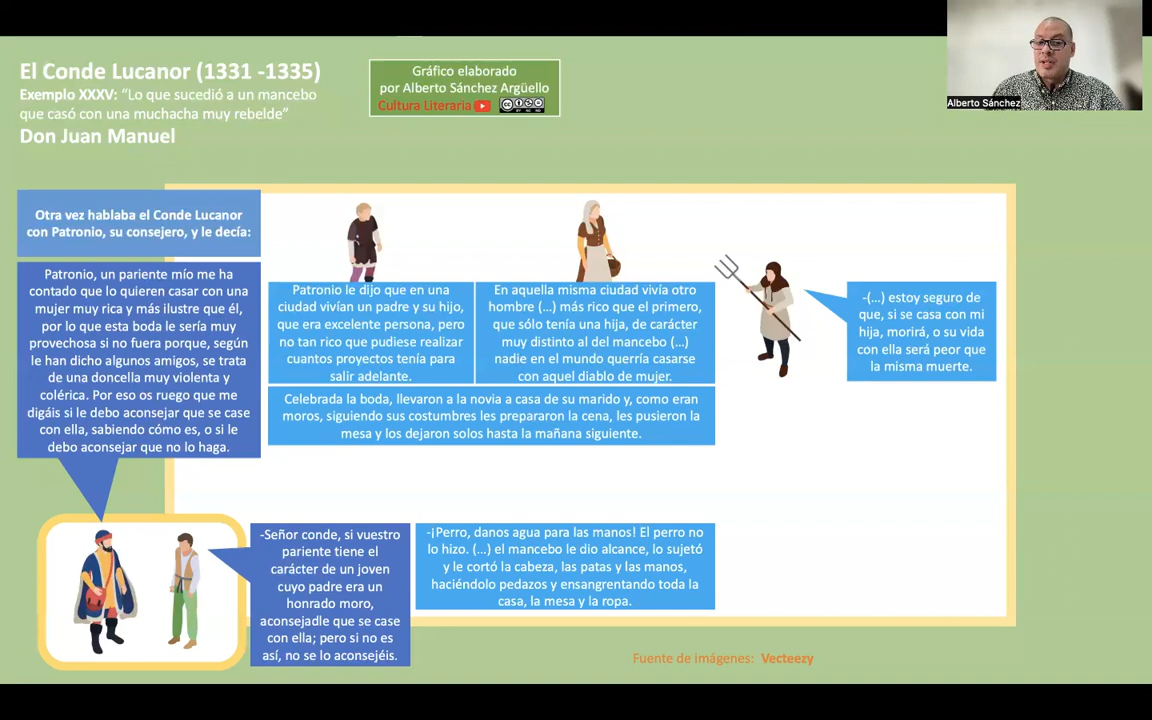 El Conde Lucanor (1331 -1335)
Exemplo XXXV: “Lo que sucedió a un mancebo
que casó con una muchacha muy rebelde”
Don Juan Manuel
Gráfico elaborado
por Alberto Sánchez Argüello
Cultura Literaria
Alberto Sánchez
Otra vez hablaba el Conde Lucanor
con Patronio, su consejero, y le decía:
Patronio, un pariente mío me ha
contado que lo quieren casar con una
mujer muy rica y más ilustre que él,
por lo que esta boda le sería muy
provechosa si no fuera porque, según
le han dicho algunos amigos, se trata
de una doncella muy violenta y
colérica. Por eso os ruego que me
digáis si le debo aconsejar que se case
con ella, sabiendo cómo es, o si le
debo aconsejar que no lo haga.
-Señor conde, si vuestro
pariente tiene el
carácter de un joven
cuyo padre era un
honrado moro,
aconsejadle que se case
con ella; pero si no es
así, no se lo aconsejéis.
Patronio le dijo que en una
ciudad vivían un padre y su hijo,
que era excelente persona, pero
no tan rico que pudiese realizar
cuantos proyectos tenía para
salir adelante.
En aquella misma ciudad vivía otro
hombre (...) más rico que el primero,
que sólo tenía una hija, de carácter
muy distinto al del mancebo (...)
nadie en el mundo querría casarse
con aquel diablo de mujer.
-(...) estoy seguro de
que, si se casa con mi
hija, morirá, o su vida
con ella será peor que
la misma muerte.
Celebrada la boda, llevaron a la novia a casa de su marido y, como eran
moros, siguiendo sus costumbres les prepararon la cena, les pusieron la
mesa y los dejaron solos hasta la mañana siguiente.
-¡Perro, danos agua para las manos! El perro no
lo hizo. (...) el mancebo le dio alcance, lo sujetó
y le cortó la cabeza, las patas y las manos,
haciéndolo pedazos y ensangrentando toda la
casa, la mesa y la ropa.
Fuente de imágenes: Vecteezy